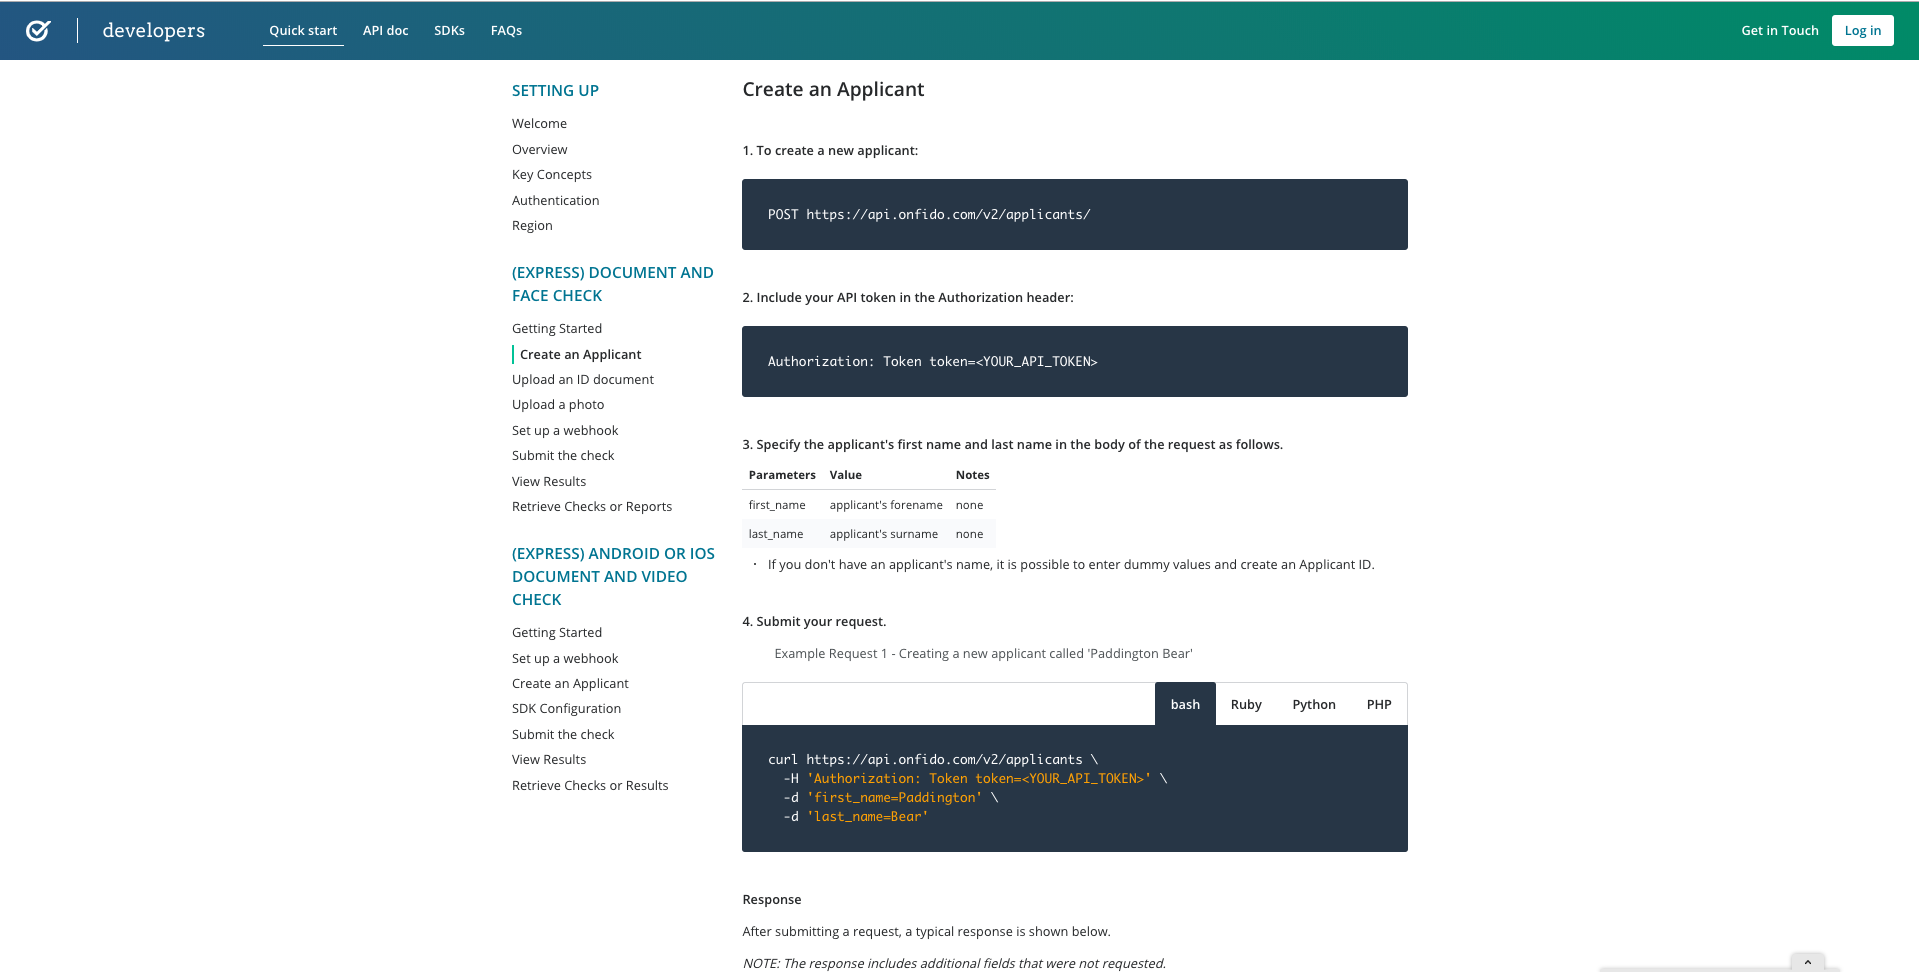 developers
Quick start
API doc
SDKs
FAQs
Get in Touch
Log in
SETTING UP
Welcome
Overview
Key Concepts
Authentication
Region
(EXPRESS) DOCUMENT AND
FACE CHECK
Getting Started
Create an Applicant
Upload an ID document
Upload a photo
Set up a webhook
Submit the check
View Results
Retrieve Checks or Reports
(EXPRESS) ANDROID OR IOS
DOCUMENT AND VIDEO
CHECK
Getting Started
Set up a webhook
Create an Applicant
SDK Configuration
Submit the check
View Results
Retrieve Checks or Results
Create an Applicant
1. To create a new applicant:
POST https://api.onfido.com/v2/applicants/
2. Include your API token in the Authorization header:
Authorization: Token token=<YOUR_API_TOKEN>
3. Specify the applicant's first name and last name in the body of the request as follows.
Parameters Value Notes
first_name applicant's forename none
last_name applicant's surname none
· If you don't have an applicant's name, it is possible to enter dummy values and create an Applicant ID.
4. Submit your request.
Example Request 1 - Creating a new applicant called 'Paddington Bear'
bash Ruby Python PHP
curl https://api.onfido.com/v2/applicants \
-H 'Authorization: Token token=<YOUR_API_TOKEN>' \
-d 'first_name=Paddington' \
-d 'last_name=Bear'
Response
After submitting a request, a typical response is shown below.
NOTE: The response includes additional fields that were not requested.